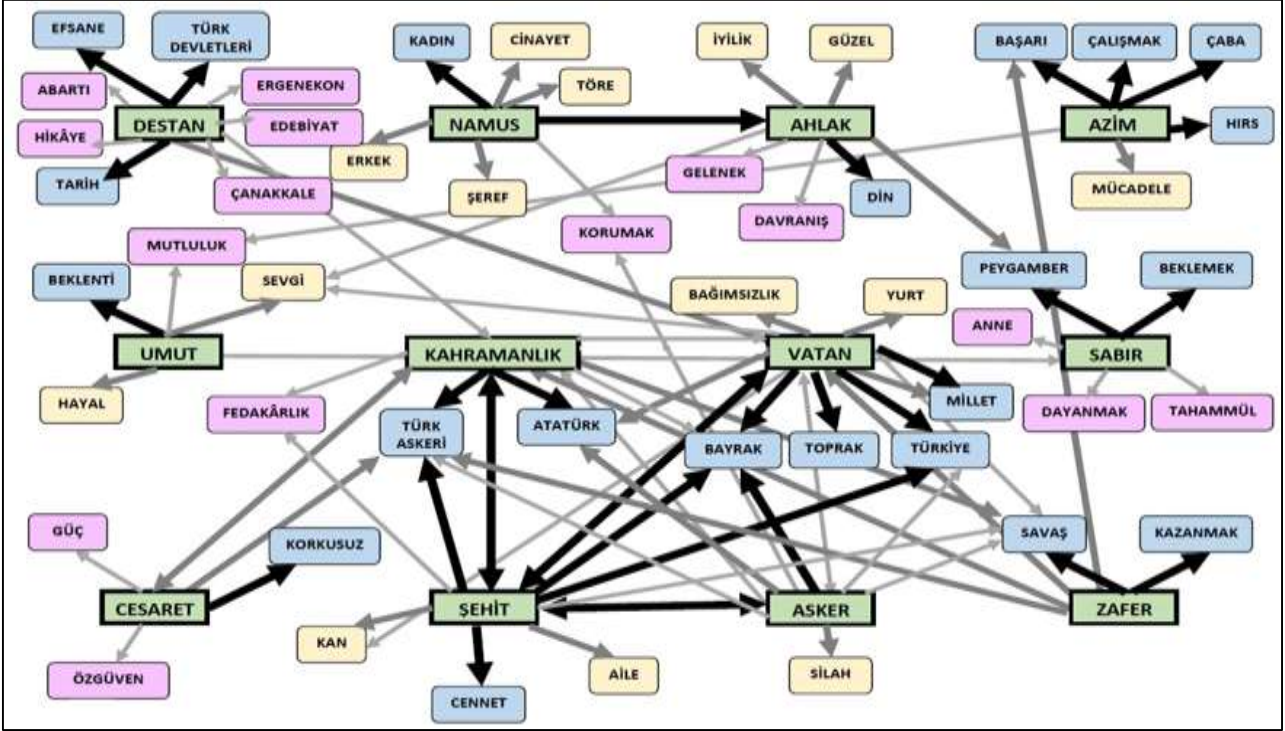 EFSANE
TÜRK
DEVLETLERİ
KADIN
CİNAYET
İYİLİK
GÜZEL
BAŞARI
ÇALIŞMAK
ÇABA
ABARTI
ERGENEKON
TÖRE
DESTAN
EDEBİYAT
NAMUS
AHLAK
AZİM
HIRS
HİKÂYE
ERKEK
GELENEK
MÜCADELE
TARİH
ÇANAKKALE
ŞEREF
DİN
DAVRANIŞ
KORUMAK
MUTLULUK
BEKLENTİ
SEVGİ
PEYGAMBER
BEKLEMEK
BAĞIMSIZLIK
YURT
ANNE
UMUT
KAHRAMANLIK
VATAN
SABIR
HAYAL
FEDAKÂRLIK
MİLLET
DAYANMAK
TAHAMMÜL
TÜRK
ASKERİ
ATATÜRK
BAYRAK
TOPRAK
TÜRKİYE
GÜÇ
KORKUSUZ
SAVAŞ
KAZANMAK
CESARET
ŞEHİT
ASKER
ZAFER
KAN
ÖZGÜVEN
AİLE
SİLAH
CENNET